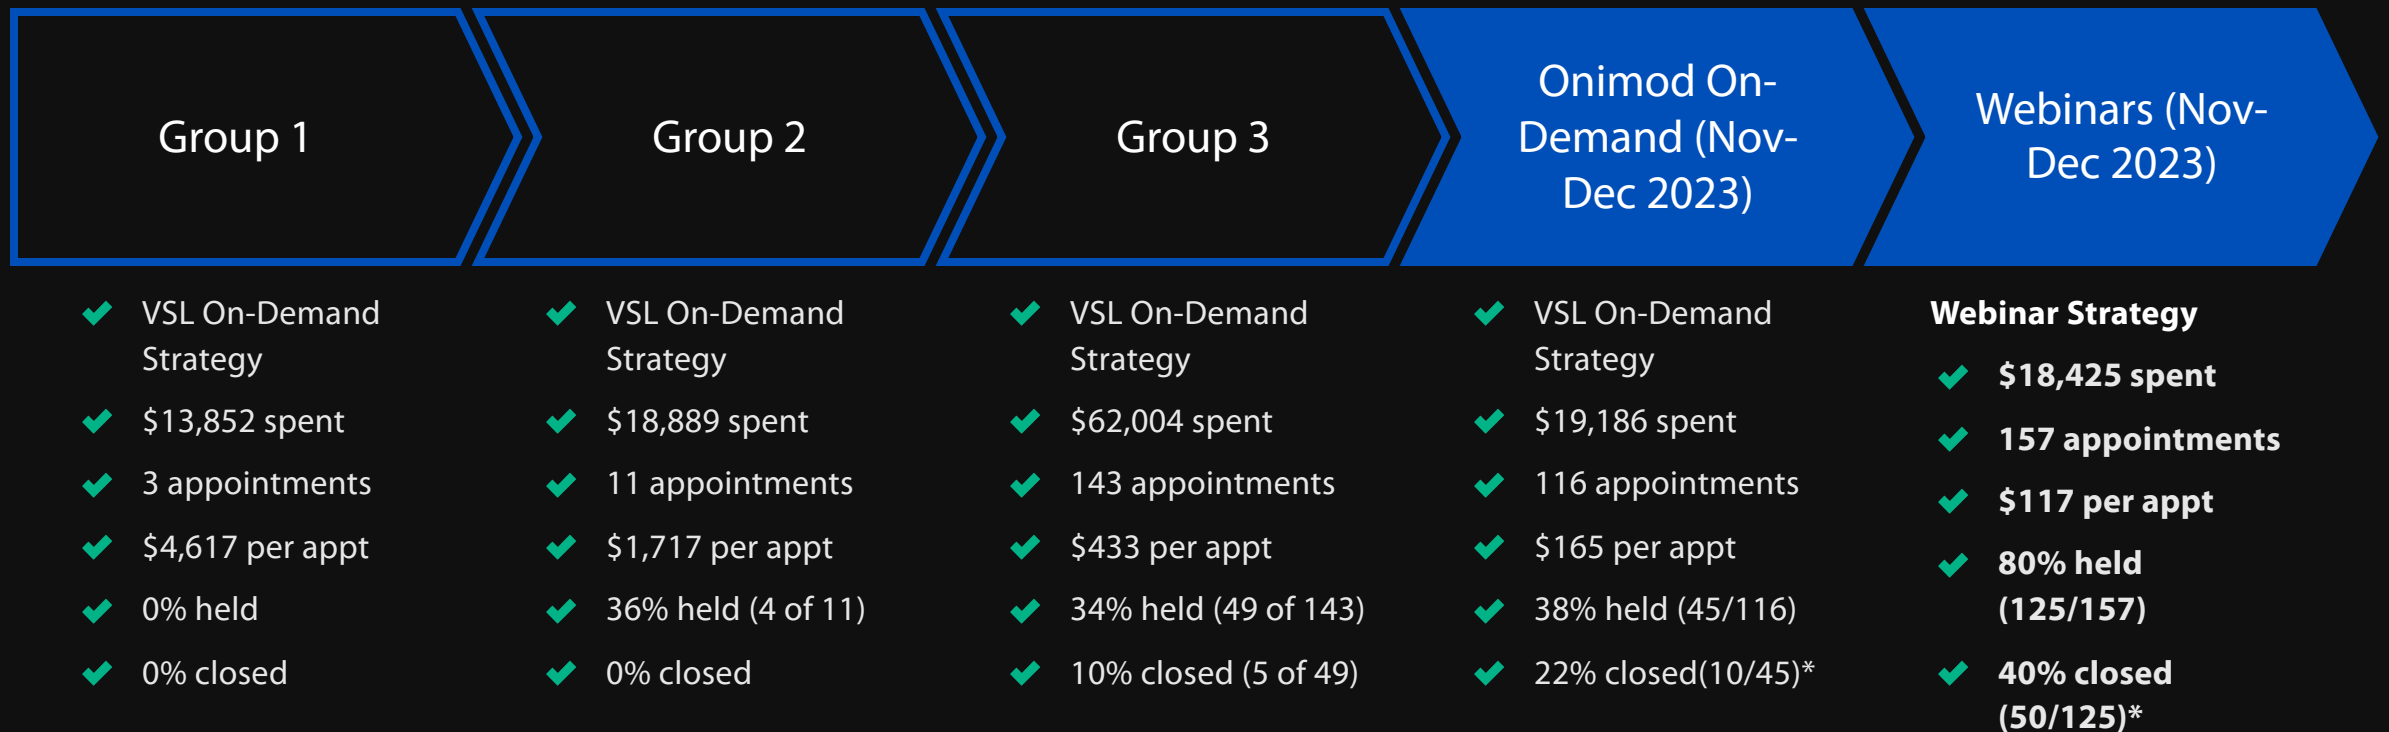 Group 1
Group 2
Group 3
Onimod On-
Demand (Nov-
Dec 2023)
Webinars (Nov-
Dec 2023)
VSL On-Demand
Strategy
$13,852 spent
3 appointments
$4,617 per appt
0% held
0% closed
VSL On-Demand
Strategy
$18,889 spent
11 appointments
$1,717 per appt
36% held (4 of 11)
0% closed
VSL On-Demand
Strategy
$62,004 spent
143 appointments
$433 per appt
34% held (49 of 143)
10% closed (5 of 49)
VSL On-Demand
Strategy
$19,186 spent
116 appointments
$165 per appt
38% held (45/116)
22% closed(10/45)*
Webinar Strategy
$18,425 spent
157 appointments
$117 per appt
80% held
(125/157)
40% closed
(50/125)*